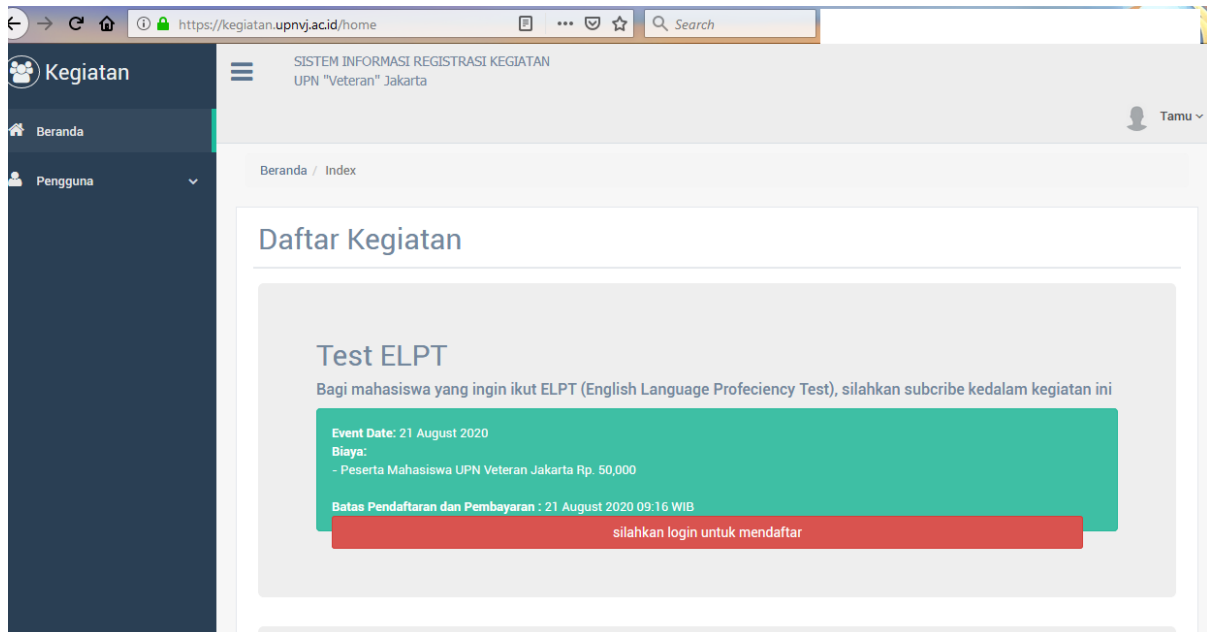 https://kegiatan.upnvj.ac.id/home
Search
Kegiatan
SISTEM INFORMASI REGISTRASI KEGIATAN
UPN "Veteran" Jakarta
Tamu
Beranda
Pengguna
Beranda / Index
Daftar Kegiatan
Test ELPT
Bagi mahasiswa yang ingin ikut ELPT (English Language Profeciency Test), silahkan subcribe kedalam kegiatan ini
Event Date: 21 August 2020
Biaya:
- Peserta Mahasiswa UPN Veteran Jakarta Rp. 50,000
Batas Pendaftaran dan Pembayaran : 21 August 2020 09:16 WIB
silahkan login untuk mendaftar